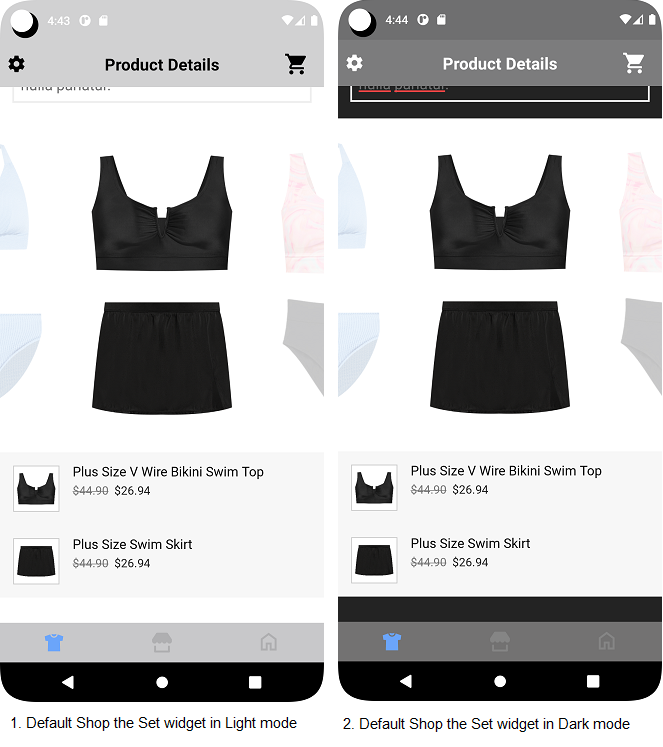 4:43
Product Details
nulla pariatur.
Plus Size V Wire Bikini Swim Top
$44.90 $26.94
Plus Size Swim Skirt
$44.90 $26.94
1. Default Shop the Set widget in Light mode
4:44
Product Details
nulla pariatur.
Plus Size V Wire Bikini Swim Top
$44.90 $26.94
Plus Size Swim Skirt
$44.90 $26.94
2. Default Shop the Set widget in Dark mode